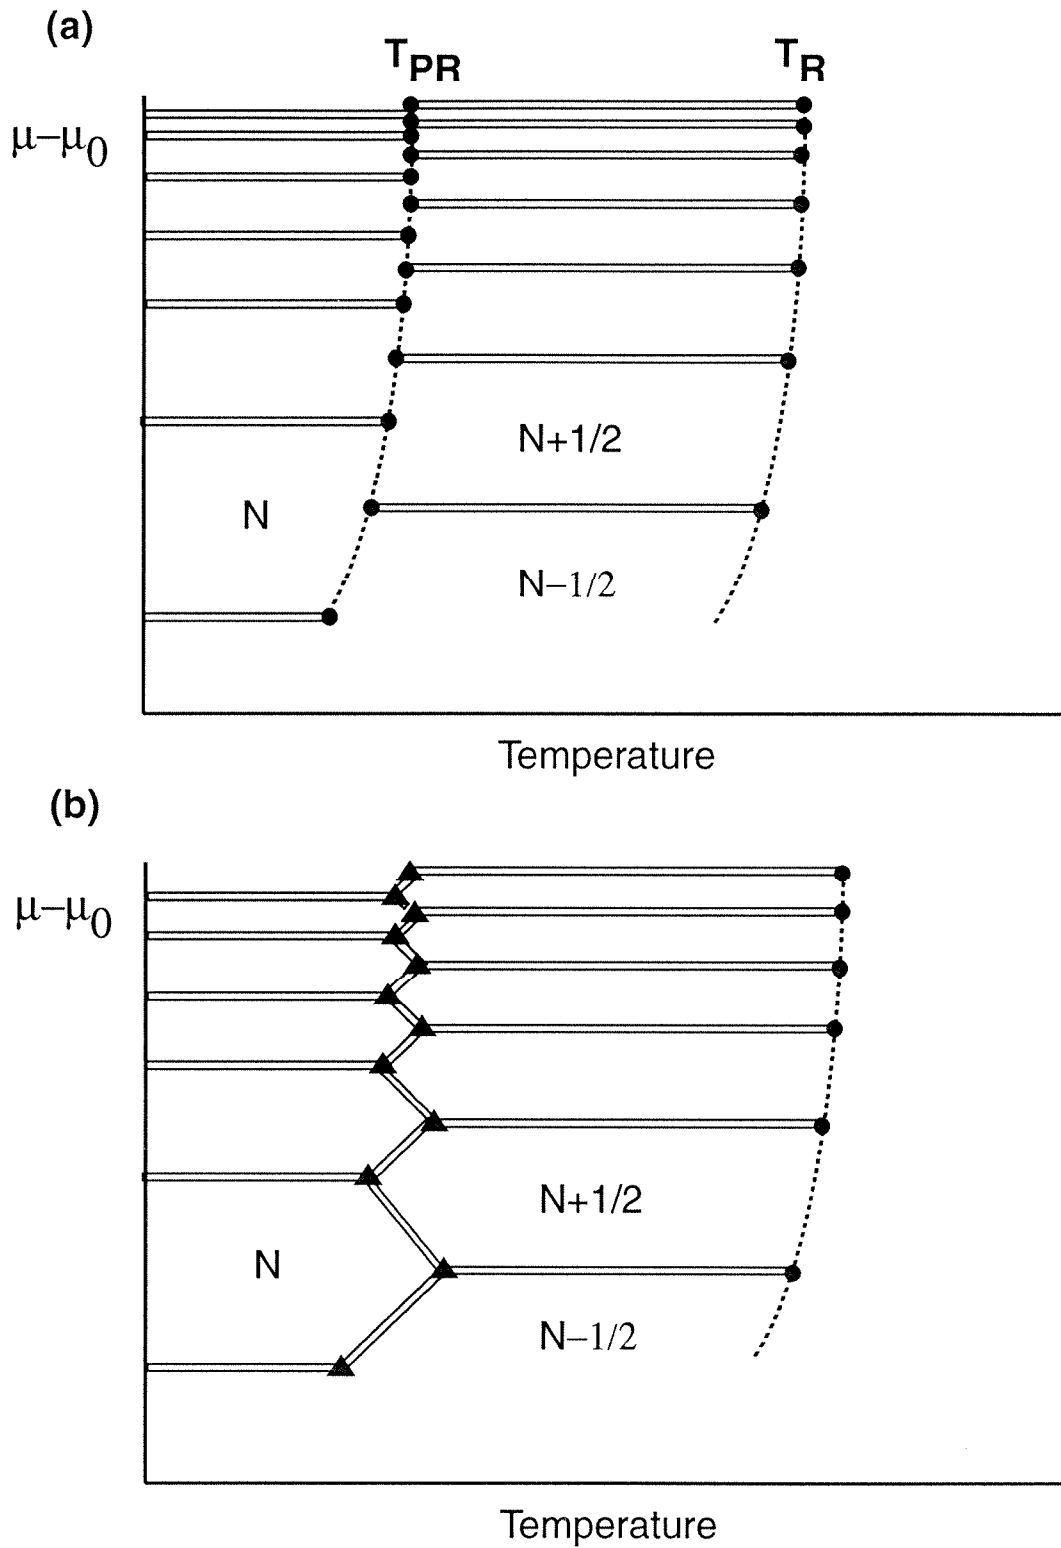 (a)
T_PR T_R
μ−μ0
N+1/2
N
N−1/2
Temperature
(b)
μ−μ0
N+1/2
N
N−1/2
Temperature